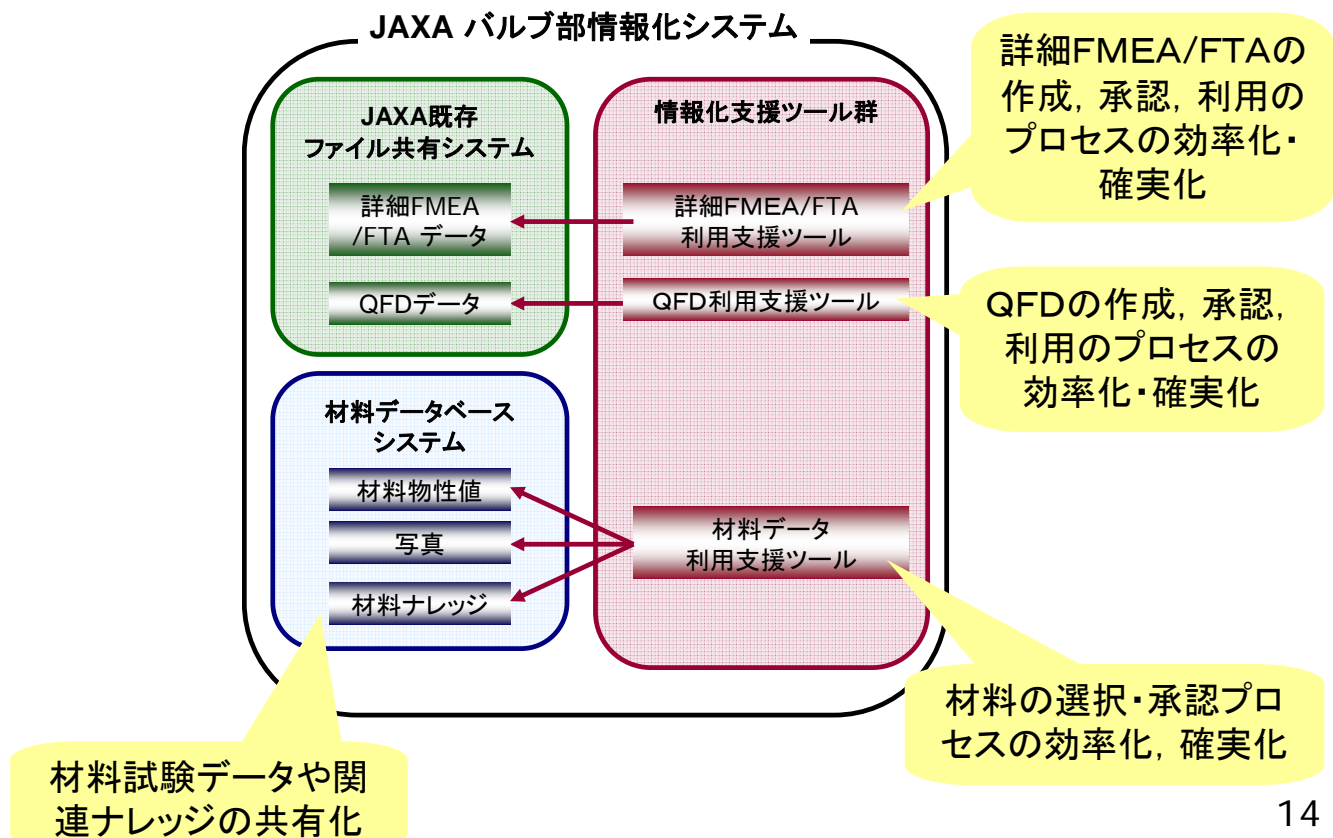 JAXA バルブ部情報化システム
JAXA既存
ファイル共有システム
詳細FMEA
/FTA データ
QFDデータ
材料データベース
システム
材料物性値
写真
材料ナレッジ
情報化支援ツール群
詳細FMEA/FTA
利用支援ツール
QFD利用支援ツール
材料データ
利用支援ツール
詳細FMEA/FTAの
作成，承認，利用の
プロセスの効率化・
確実化
QFDの作成，承認，
利用のプロセスの
効率化・確実化
材料の選択・承認プロ
セスの効率化，確実化
材料試験データや関
連ナレッジの共有化
14